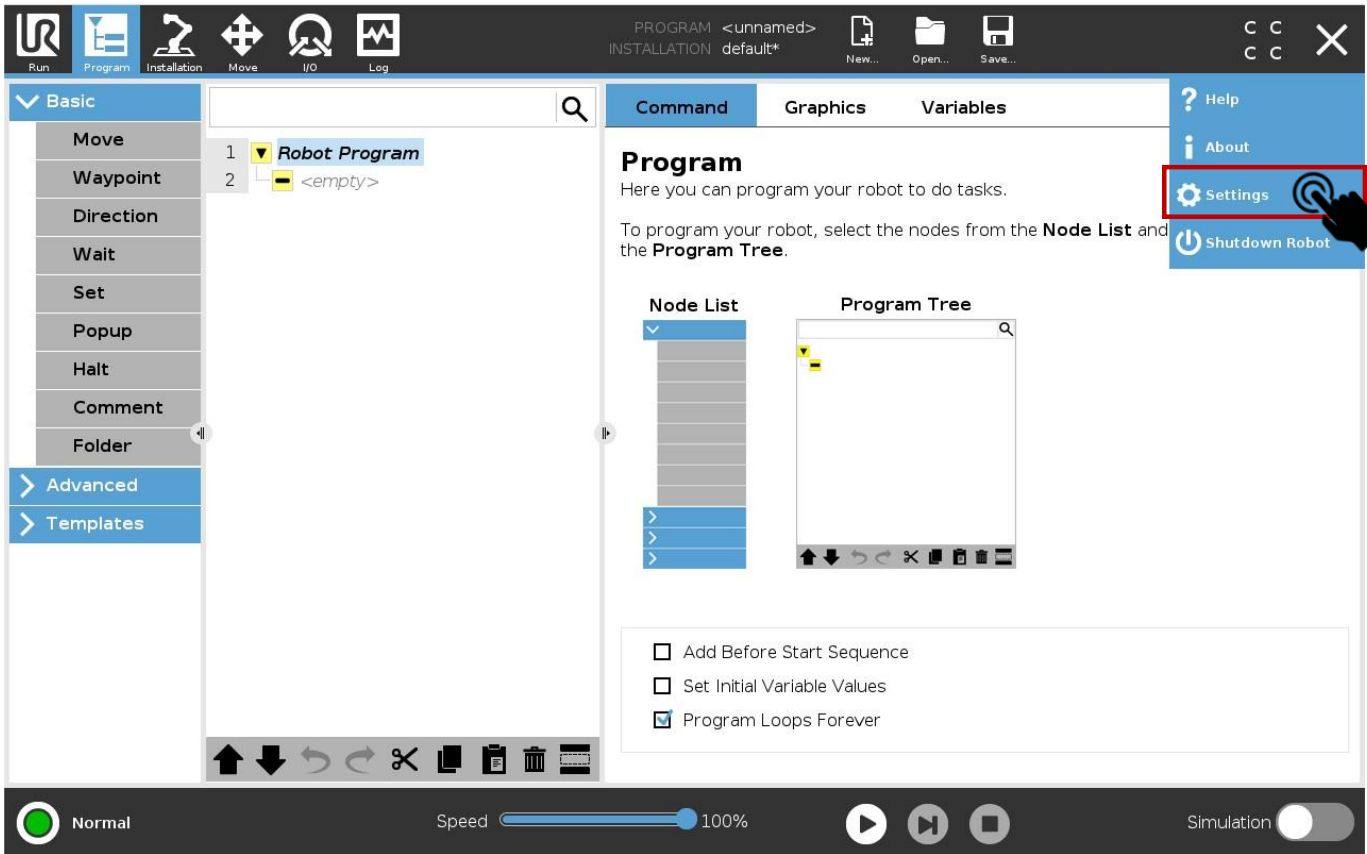 PROGRAM <unnamed>
INSTALLATION default*
C C
C C
Run
Program
Installation
Move
I/O
Log
New...
Open...
Save...
Basic
Move
Waypoint
Direction
Wait
Set
Popup
Halt
Comment
Folder
Advanced
Templates
1 Robot Program
2 <empty>
Command Graphics Variables
Program
Here you can program your robot to do tasks.
To program your robot, select the nodes from the Node List and
the Program Tree.
Node List Program Tree
Add Before Start Sequence
Set Initial Variable Values
Program Loops Forever
? Help
About
Settings
Shutdown Robot
Normal
Speed 100%
Simulation